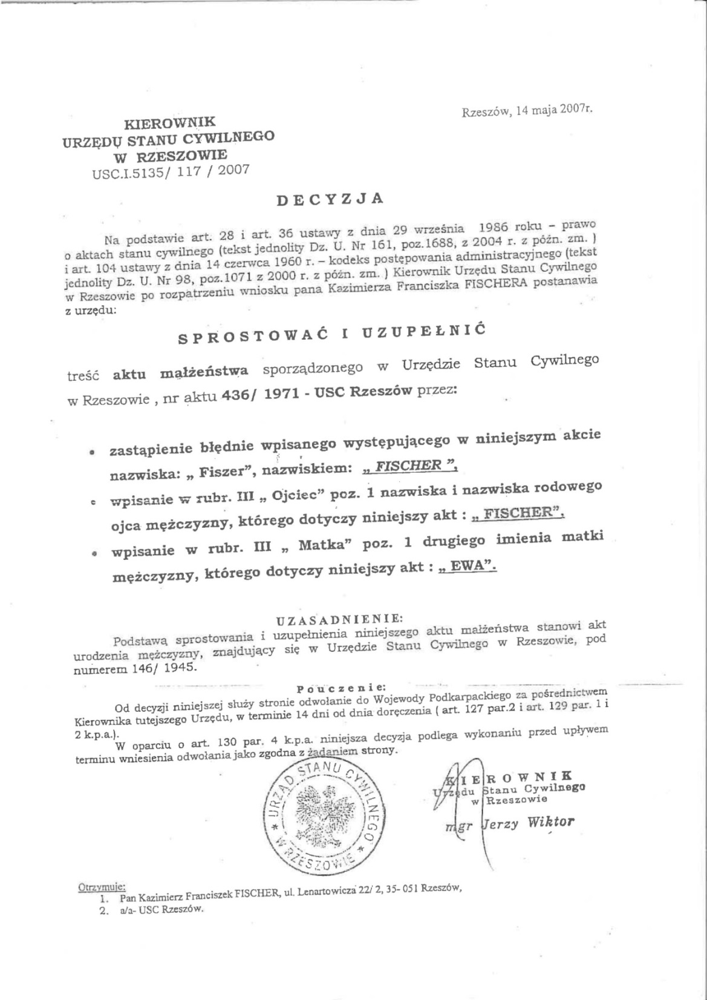 Rzeszów, 14 maja 2007r.
KIEROWNIK
URZĘDU STANU CYWILNEGO
W RZESZOWIE
USC.I.5135/ 117 / 2007
DECYZJA
Na podstawie art. 28 i art. 36 ustawy z dnia 29 września 1986 roku – prawo
o aktach stanu cywilnego (tekst jednolity Dz. U. Nr 161, poz.1688, z 2004 r. z późn. zm. )
i art. 104 ustawy z dnia 14 czerwca 1960 r. – kodeks postępowania administracyjnego (tekst
jednolity Dz. U. Nr 98, poz.1071 z 2000 r. z późn. zm. ) Kierownik Urzędu Stanu Cywilnego
w Rzeszowie po rozpatrzeniu wniosku pana Kazimierza Franciszka FISCHERA postanawia
z urzędu:
SPROSTOWAĆ I UZUPEŁNIĆ
treść aktu małżeństwa sporządzonego w Urzędzie Stanu Cywilnego
w Rzeszowie , nr aktu 436/ 1971 - USC Rzeszów przez:
• zastąpienie błędnie wpisanego występującego w niniejszym akcie
nazwiska: „ Fiszer”, nazwiskiem: „ FISCHER ”,
• wpisanie w rubr. III „ Ojciec” poz. 1 nazwiska i nazwiska rodowego
ojca mężczyzny, którego dotyczy niniejszy akt : „ FISCHER”,
• wpisanie w rubr. III „ Matka” poz. 1 drugiego imienia matki
mężczyzny, którego dotyczy niniejszy akt : „ EWA”.
UZASADNIENIE:
Podstawą sprostowania i uzupełnienia niniejszego aktu małżeństwa stanowi akt
urodzenia mężczyzny, znajdujący się w Urzędzie Stanu Cywilnego w Rzeszowie, pod
numerem 146/ 1945.
Pouczenie:
Od decyzji niniejszej służy stronie odwołanie do Wojewody Podkarpackiego za pośrednictwem
Kierownika tutejszego Urzędu, w terminie 14 dni od dnia doręczenia ( art. 127 par.2 i art. 129 par. 1 i
2 k.p.a.).
W oparciu o art. 130 par. 4 k.p.a. niniejsza decyzja podlega wykonaniu przed upływem
terminu wniesienia odwołania jako zgodna z żądaniem strony.
URZĄD STANU CYWILNEGO * W RZESZOWIE *
KIEROWNIK
Urzędu Stanu Cywilnego
w Rzeszowie
mgr Jerzy Wiktor
Otrzymuje:
1. Pan Kazimierz Franciszek FISCHER, ul. Lenartowicza 22/ 2, 35- 051 Rzeszów,
2. a/a- USC Rzeszów.